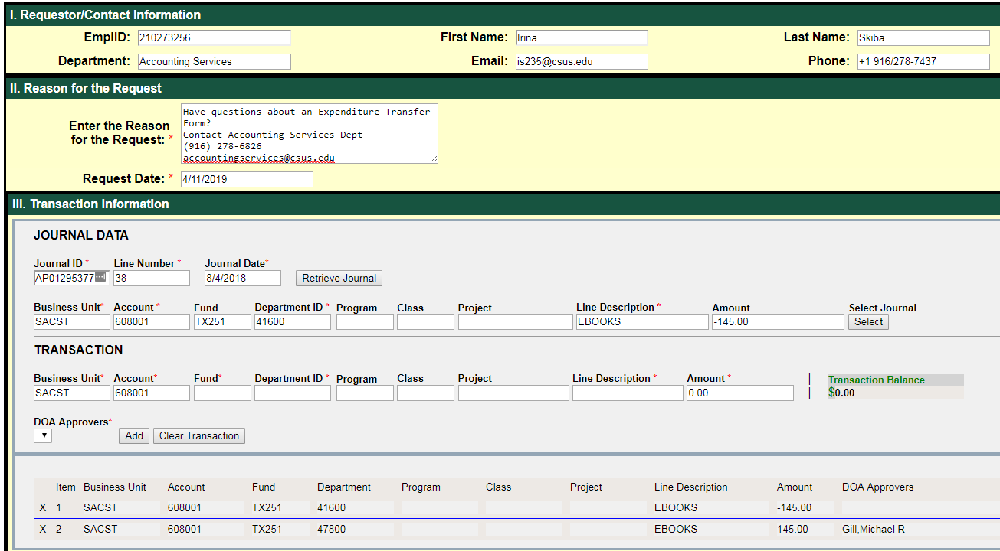 I. Requestor/Contact Information
EmplID: 210273256 First Name: Irina Last Name: Skiba
Department: Accounting Services Email: is235@csus.edu Phone: +1 916/278-7437
II. Reason for the Request
Enter the Reason for the Request: *
Have questions about an Expenditure Transfer
Form?
Contact Accounting Services Dept
(916) 278-6826
accountingservices@csus.edu
Request Date: * 4/11/2019
III. Transaction Information
JOURNAL DATA
Journal ID * Line Number * Journal Date*
AP01295377 38 8/4/2018 Retrieve Journal
Business Unit* Account * Fund Department ID * Program Class Project Line Description * Amount Select Journal
SACST 608001 TX251 41600 EBOOKS -145.00 Select
TRANSACTION
Business Unit* Account* Fund* Department ID * Program Class Project Line Description * Amount * | Transaction Balance
SACST 608001 0.00 | $0.00
DOA Approvers*
Add Clear Transaction
Item Business Unit Account Fund Department Program Class Project Line Description Amount DOA Approvers
X 1 SACST 608001 TX251 41600 EBOOKS -145.00
X 2 SACST 608001 TX251 47800 EBOOKS 145.00 Gill,Michael R